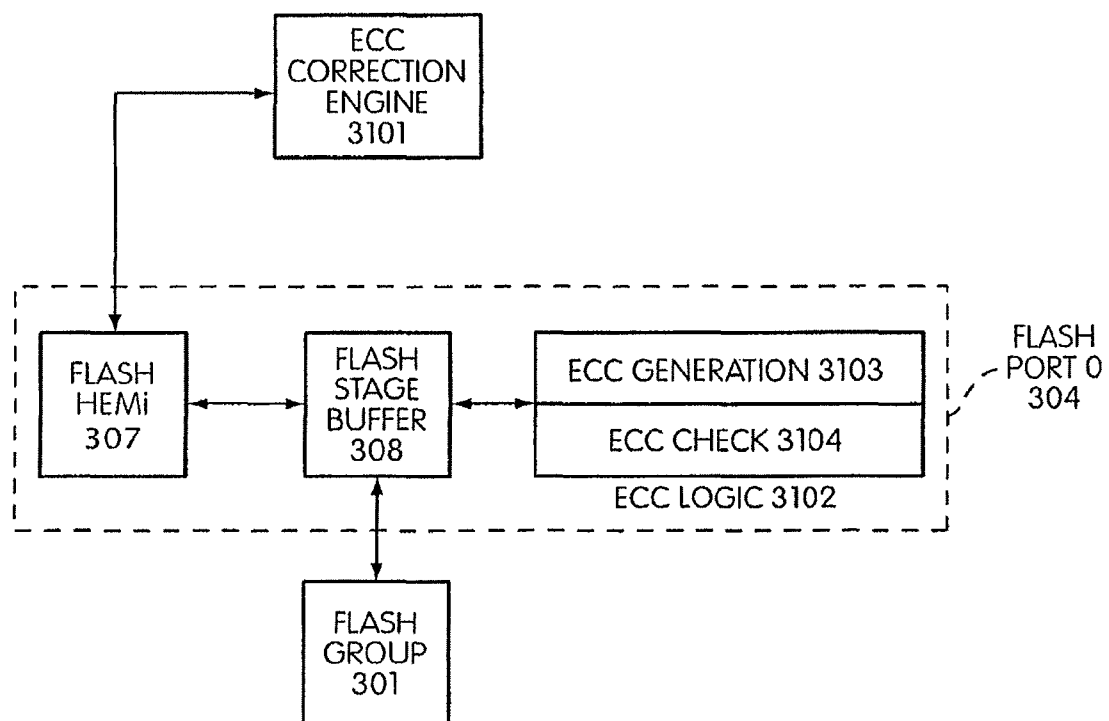 ECC
CORRECTION
ENGINE
3101
FLASH
HEMi
307
FLASH
STAGE
BUFFER
308
ECC GENERATION 3103
ECC CHECK 3104
ECC LOGIC 3102
FLASH
PORT 0
304
FLASH
GROUP
301